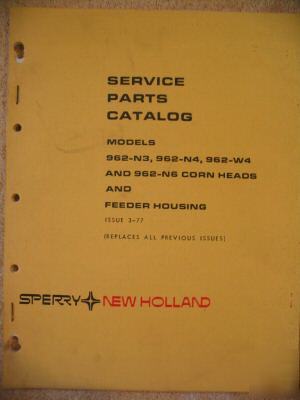 SERVICE
PARTS
CATALOG
MODELS
962-N3, 962-N4, 962-W4
AND 962-N6 CORN HEADS
AND
FEEDER HOUSING
ISSUE 3-77
(REPLACES ALL PREVIOUS ISSUES)
SPERRY NEW HOLLAND